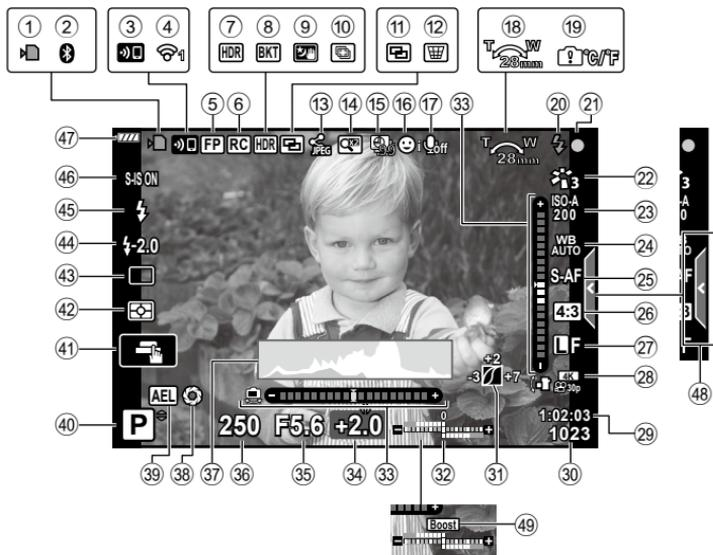 ① ② ③ ④ ⑦ ⑧ ⑨ ⑩ ⑪ ⑫ ⑱ ⑲
1 HDR BKT T W 28mm °C/°F
⑤ ⑥ ⑬ ⑭ ⑮ ⑯ ⑰ ㉝ ⑳ ㉑
㊼ FP RC HDR JPEG x2 i off T W 28mm
㊻ S-IS ON 3 ㉒
㊺ ISO-A 200 ㉓
㊹ -2.0 WB AUTO ㉔
㊸ S-AF ㉕
㊷ 4:3 ㉖
㊶ L F ㉗
+2
-3 +7
4K 30p ㉘
AEL
㊵ P 250 F5.6 +2.0 0 1:02:03 ㉙
1023 ㉚
㊴ ㊳ ㊲ ㊱ ㉟ ㉞ ㉝ ㉜ ㉛
㊽
Boost ㊾